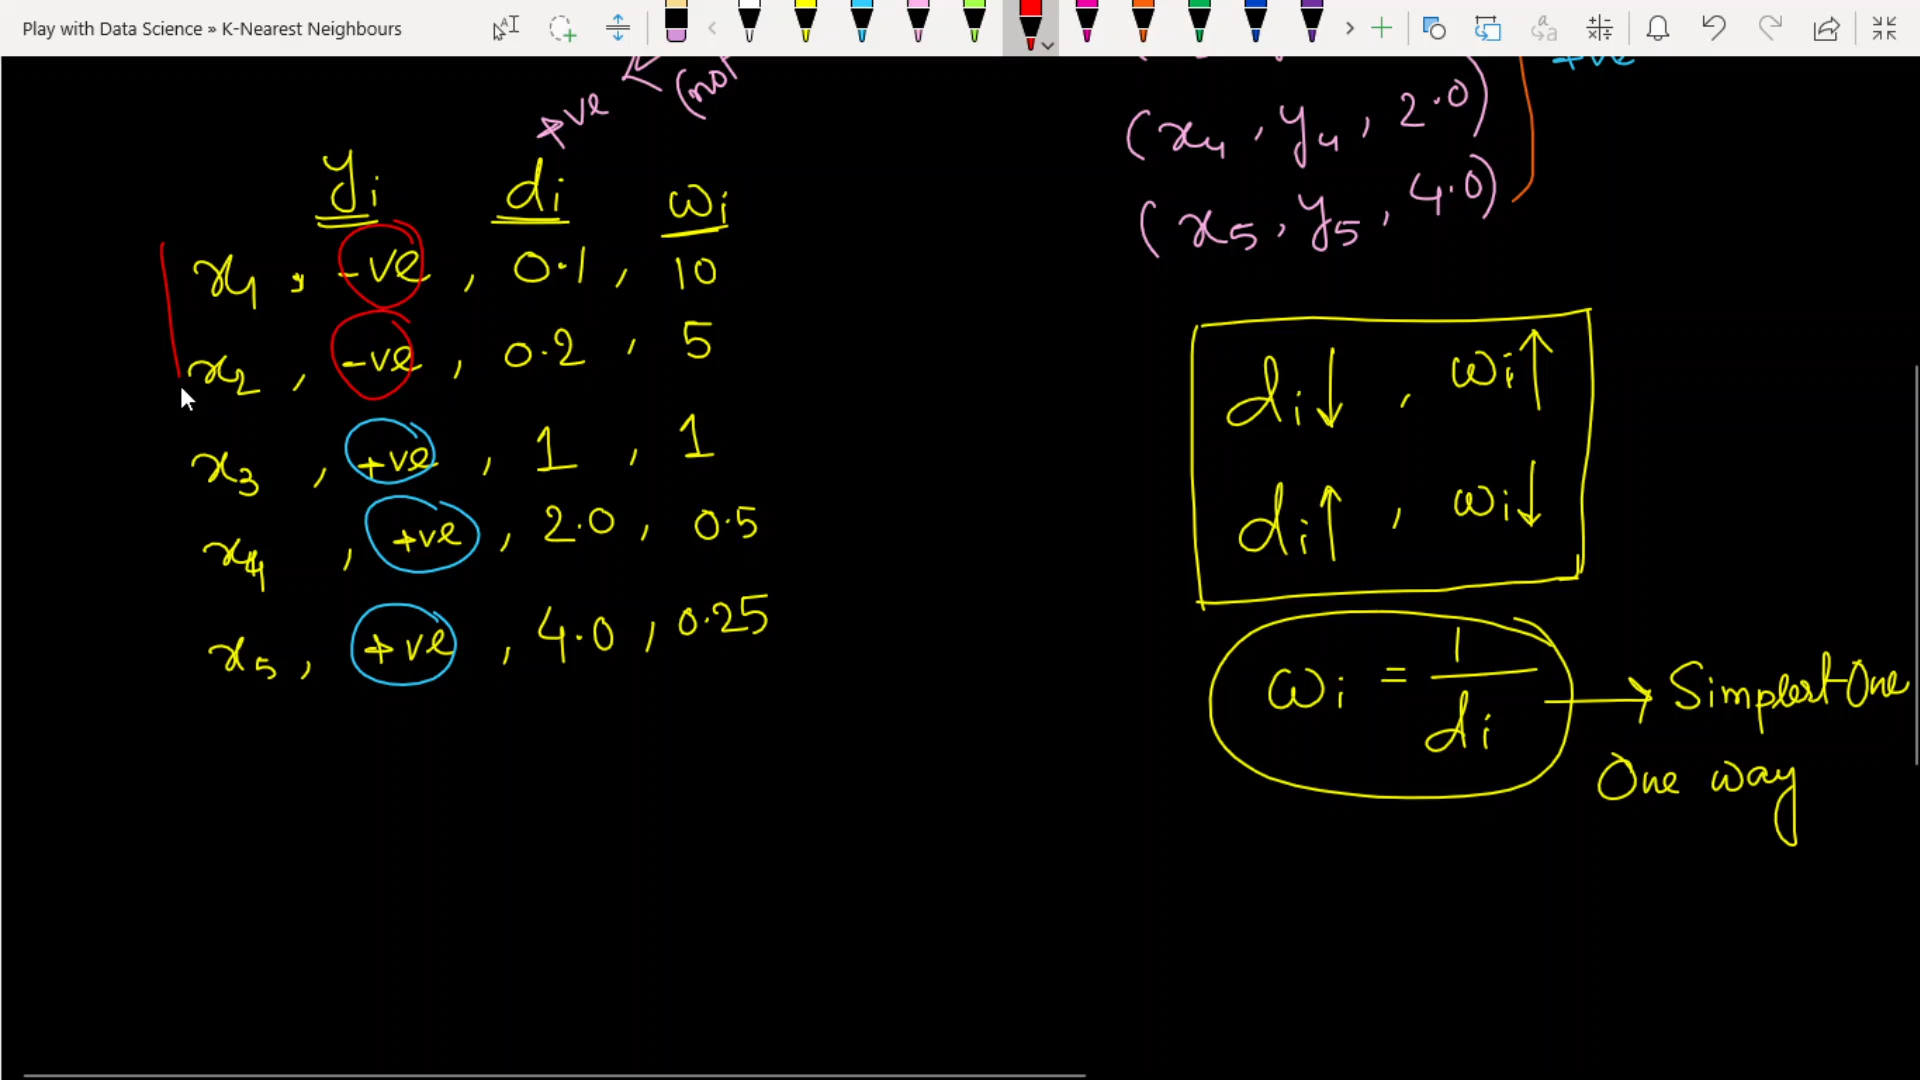 Play with Data Science » K-Nearest Neighbours
+ve (not
+ve
(x4, y4, 2.0)
(x5, y5, 4.0)
yi di wi
x1, -ve, 0.1, 10
x2, -ve, 0.2, 5
x3, +ve, 1, 1
x4, +ve, 2.0, 0.5
x5, +ve, 4.0, 0.25
di↓, wi↑
di↑, wi↓
wi = 1/di → Simplest One
One way